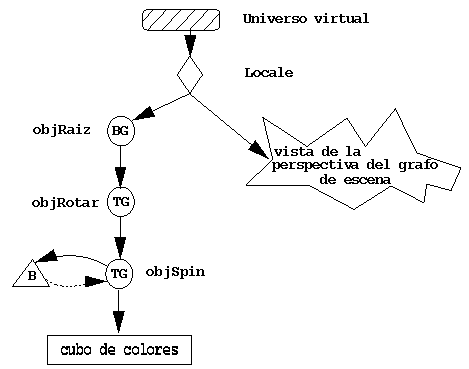 Universo virtual
Locale
objRaiz
BG
vista de la
perspectiva del grafo
de escena
objRotar
TG
objSpin
TG
B
cubo de colores